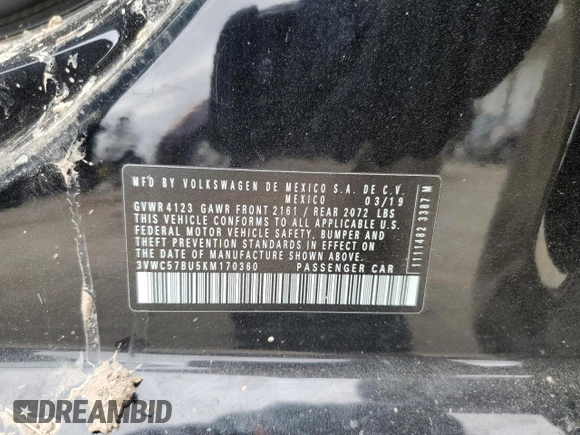 MFD BY VOLKSWAGEN DE MEXICO S.A. DE C.V.
MEXICO 03/19
GVWR 4123 GAWR FRONT 2161 / REAR 2072 LBS
THIS VEHICLE CONFORMS TO ALL APPLICABLE U.S.
FEDERAL MOTOR VEHICLE SAFETY, BUMPER AND
THEFT PREVENTION STANDARDS IN EFFECT ON
THE DATE OF MANUFACTURE SHOWN ABOVE.
3VWC57BU5KM170360 PASSENGER CAR
1111402 3387 M
DREAMBID